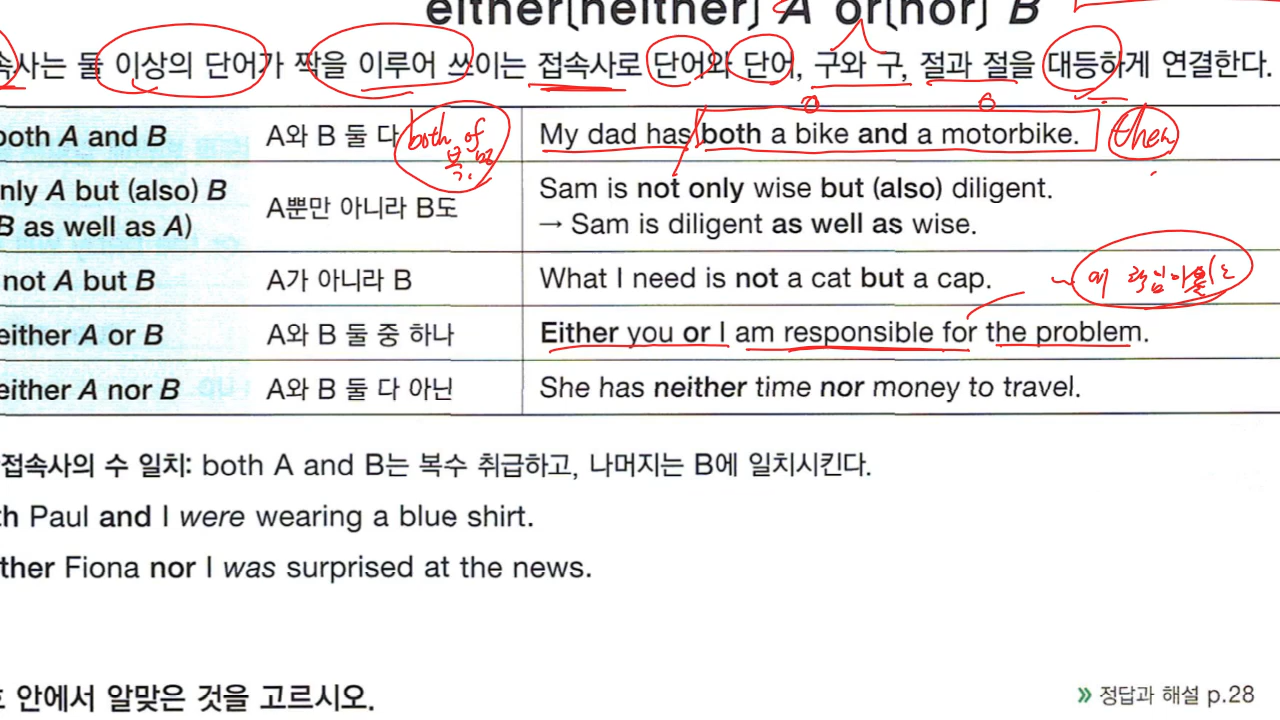 either(neither) A or(nor) B
속사는 둘 이상의 단어가 짝을 이루어 쓰이는 접속사로 단어와 단어, 구와 구, 절과 절을 대등하게 연결한다.
both A and B A와 B 둘 다 both of My dad has both a bike and a motorbike. then
only A but (also) B
B as well as A) A뿐만 아니라 B도 Sam is not only wise but (also) diligent.
→ Sam is diligent as well as wise.
not A but B A가 아니라 B What I need is not a cat but a cap.
either A or B A와 B 둘 중 하나 Either you or I am responsible for the problem.
either A nor B A와 B 둘 다 아닌 She has neither time nor money to travel.
접속사의 수 일치: both A and B는 복수 취급하고, 나머지는 B에 일치시킨다.
th Paul and I were wearing a blue shirt.
ther Fiona nor I was surprised at the news.
안에서 알맞은 것을 고르시오. » 정답과 해설 p.28